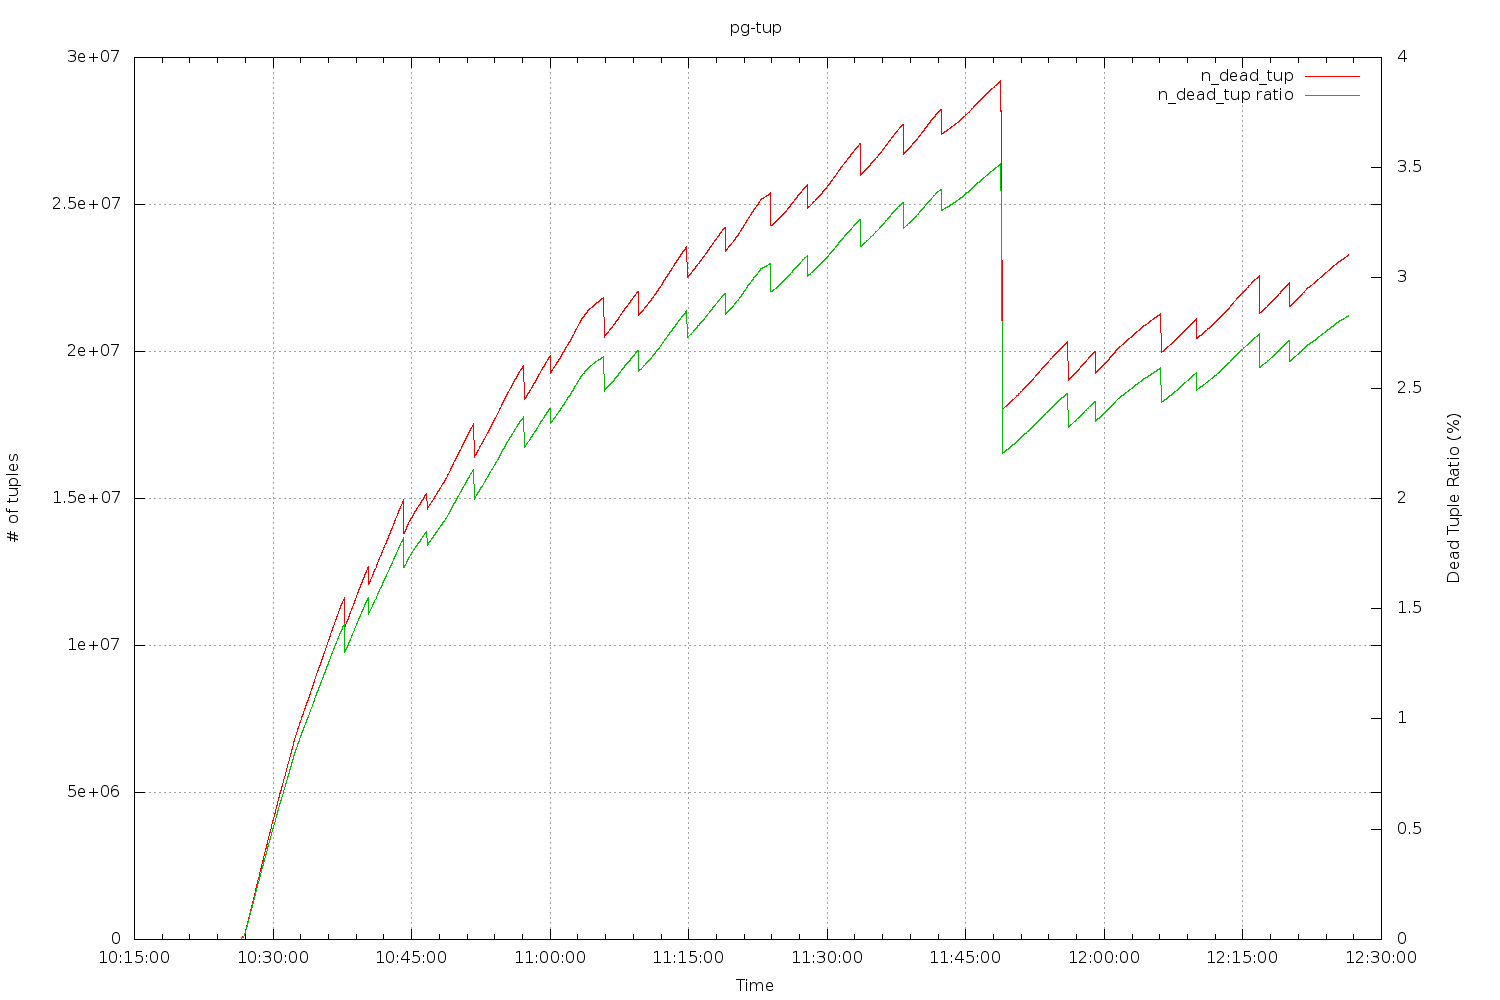 pg-tup
n_dead_tup
n_dead_tup ratio
3e+07
2.5e+07
2e+07
1.5e+07
1e+07
5e+06
0
4
3.5
3
2.5
2
1.5
1
0.5
0
# of tuples
Dead Tuple Ratio (%)
10:15:00 10:30:00 10:45:00 11:00:00 11:15:00 11:30:00 11:45:00 12:00:00 12:15:00 12:30:00
Time